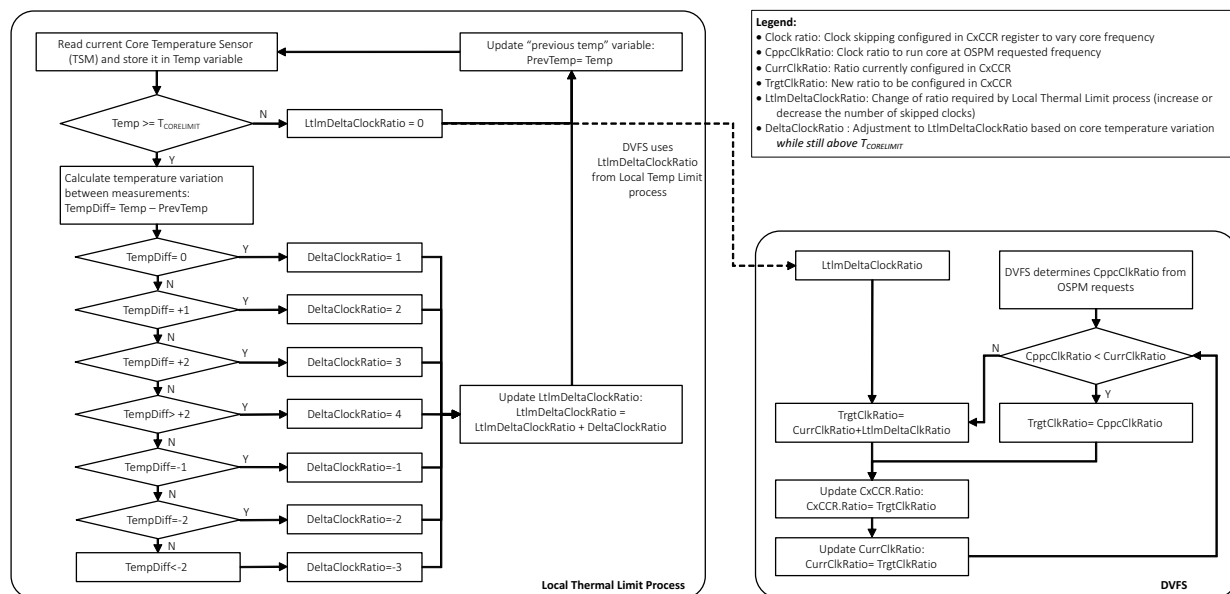 Read current Core Temperature Sensor
(TSM) and store it in Temp variable
Update “previous temp” variable:
PrevTemp= Temp
Temp >= TCORELIMIT
N
LtlmDeltaClockRatio = 0
Y
Calculate temperature variation
between measurements:
TempDiff= Temp – PrevTemp
TempDiff= 0
Y
DeltaClockRatio= 1
N
TempDiff= +1
Y
DeltaClockRatio= 2
N
TempDiff= +2
Y
DeltaClockRatio= 3
N
TempDiff> +2
Y
DeltaClockRatio= 4
N
TempDiff=-1
Y
DeltaClockRatio=-1
N
TempDiff=-2
Y
DeltaClockRatio=-2
N
TempDiff<-2
DeltaClockRatio=-3
Update LtlmDeltaClockRatio:
LtlmDeltaClockRatio =
LtlmDeltaClockRatio + DeltaClockRatio
Local Thermal Limit Process
DVFS uses
LtlmDeltaClockRatio
from Local Temp Limit
process
Legend:
• Clock ratio: Clock skipping configured in CxCCR register to vary core frequency
• CppcClkRatio: Clock ratio to run core at OSPM requested frequency
• CurrClkRatio: Ratio currently configured in CxCCR
• TrgtClkRatio: New ratio to be configured in CxCCR
• LtlmDeltaClockRatio: Change of ratio required by Local Thermal Limit process (increase or
decrease the number of skipped clocks)
• DeltaClockRatio : Adjustment to LtlmDeltaClockRatio based on core temperature variation
while still above TCORELIMIT
LtlmDeltaClockRatio
DVFS determines CppcClkRatio from
OSPM requests
N
CppcClkRatio < CurrClkRatio
Y
TrgtClkRatio=
CurrClkRatio+LtlmDeltaClkRatio
TrgtClkRatio= CppcClkRatio
Update CxCCR.Ratio:
CxCCR.Ratio= TrgtClkRatio
Update CurrClkRatio:
CurrClkRatio= TrgtClkRatio
DVFS